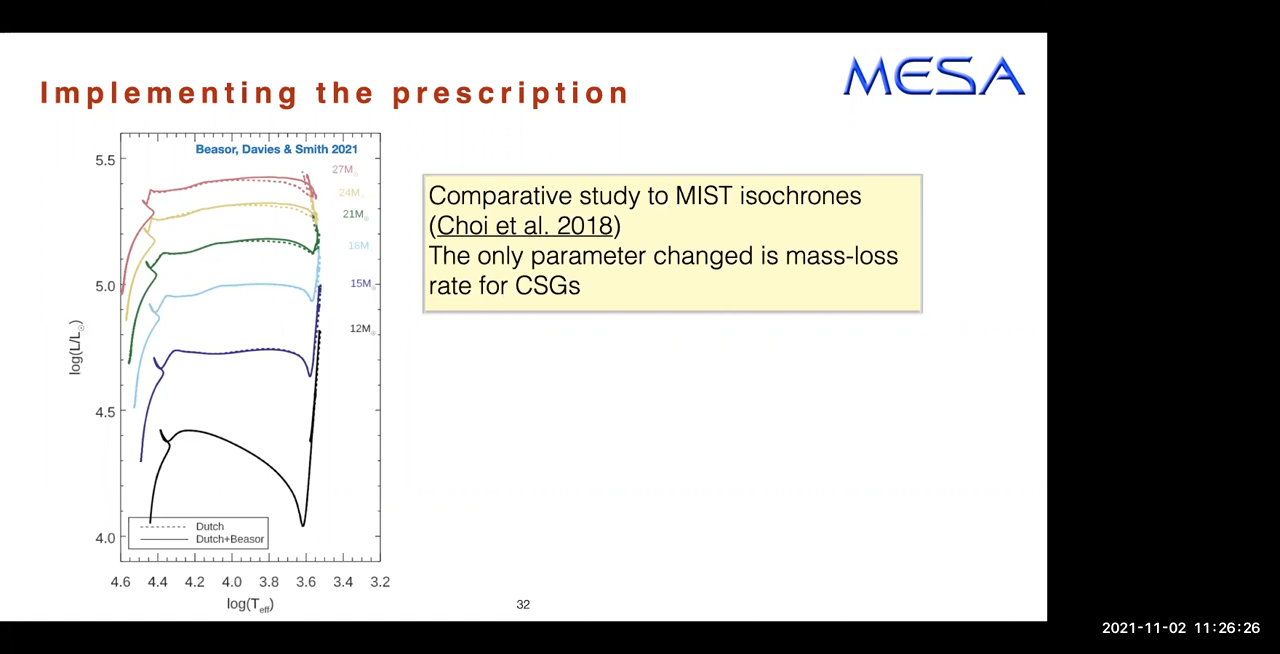 Implementing the prescription
MESA
Beasor, Davies & Smith 2021
27M☉
24M☉
21M☉
18M☉
15M☉
12M☉
5.5
5.0
4.5
4.0
log(L/L☉)
Dutch
Dutch+Beasor
4.6 4.4 4.2 4.0 3.8 3.6 3.4 3.2
log(Teff)
Comparative study to MIST isochrones
(Choi et al. 2018)
The only parameter changed is mass-loss
rate for CSGs
32
2021-11-02 11:26:26